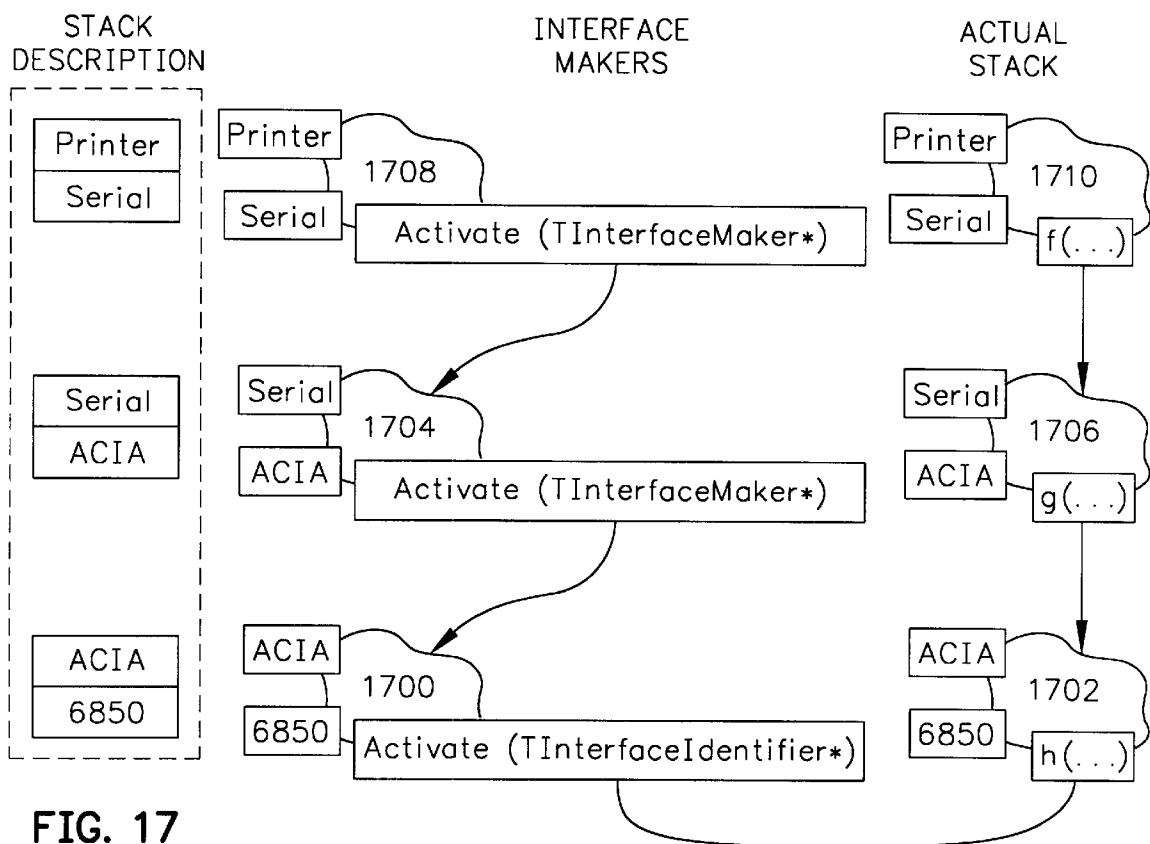 STACK
DESCRIPTION
INTERFACE
MAKERS
ACTUAL
STACK
Printer
Serial
Printer
1708
Serial
Activate (TInterfaceMaker*)
Printer
1710
Serial
f(...)
Serial
ACIA
Serial
1704
ACIA
Activate (TInterfaceMaker*)
Serial
1706
ACIA
g(...)
ACIA
6850
ACIA
1700
6850
Activate (TInterfaceIdentifier*)
ACIA
1702
6850
h(...)
FIG. 17